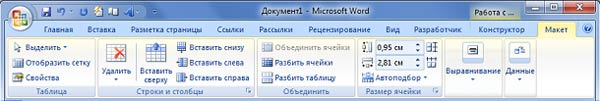 Документ1 - Microsoft Word
Работа с ...
Главная Вставка Разметка страницы Ссылки Рассылки Рецензирование Вид Разработчик Конструктор Макет
Выделить
Отобразить сетку
Свойства
Таблица
Удалить
Вставить сверху
Вставить снизу
Вставить слева
Вставить справа
Строки и столбцы
Объединить ячейки
Разбить ячейки
Разбить таблицу
Объединить
0,95 см
2,81 см
Автоподбор
Размер ячейки
Выравнивание
Данные